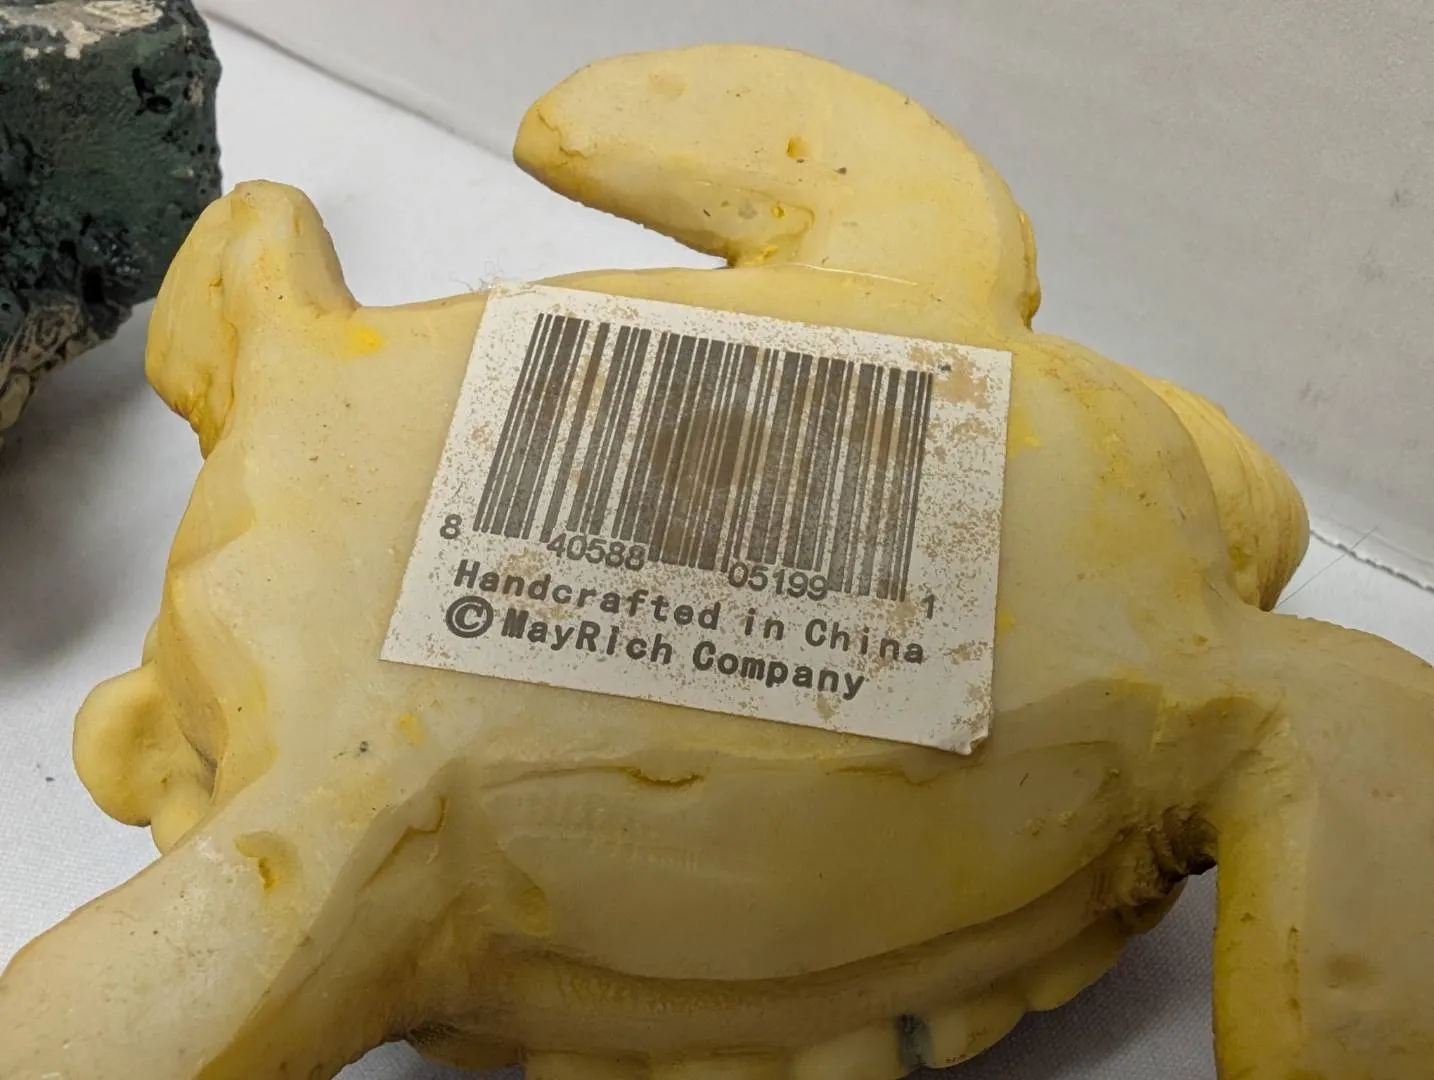 8 40588 05199 1
Handcrafted in China
© MayRich Company